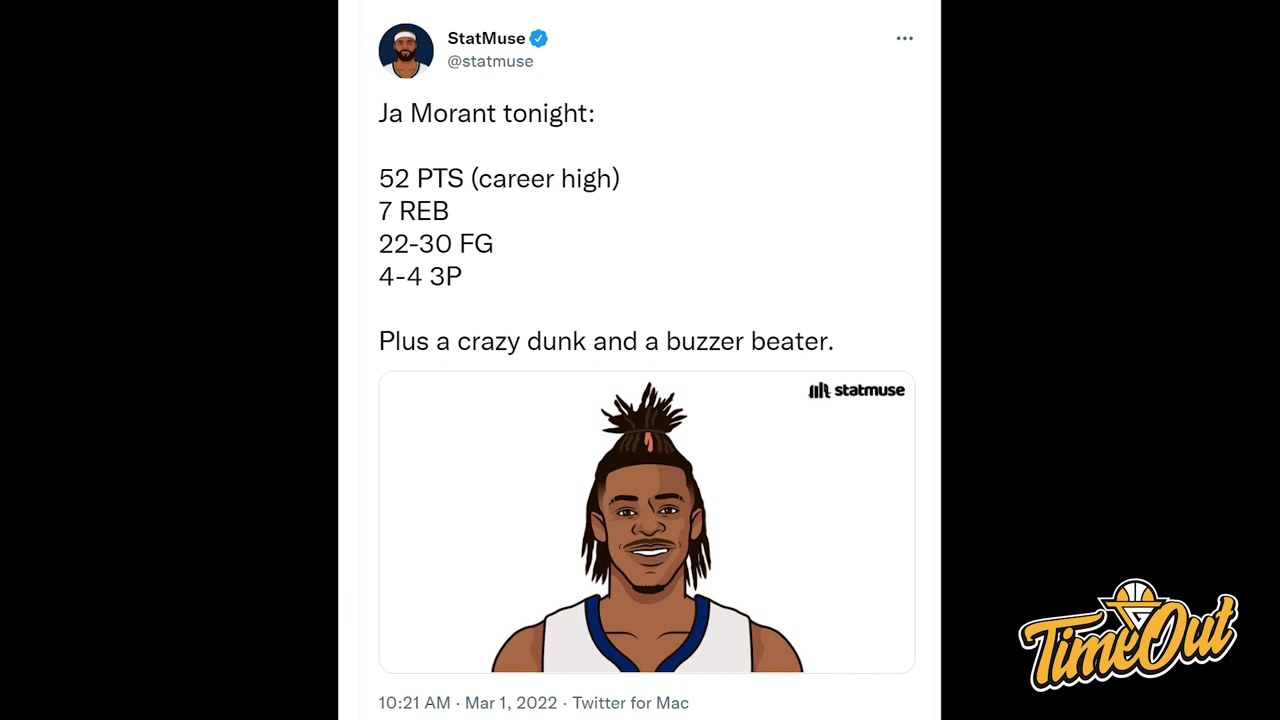 StatMuse
@statmuse
Ja Morant tonight:
52 PTS (career high)
7 REB
22-30 FG
4-4 3P
Plus a crazy dunk and a buzzer beater.
statmuse
10:21 AM · Mar 1, 2022 · Twitter for Mac
TimeOut